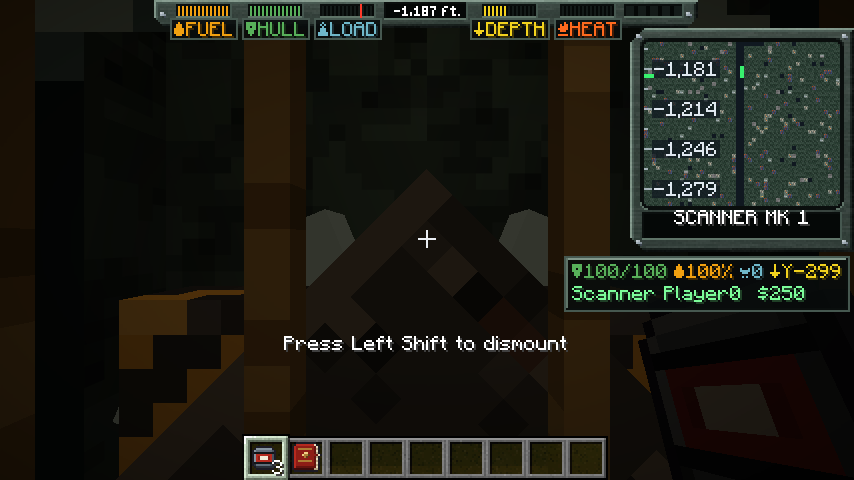 -1,187 ft.
FUEL HULL LOAD DEPTH HEAT
-1,181
-1,214
-1,246
-1,279
SCANNER MK 1
100/100 100% 0 Y-299
Scanner Player0 $250
Press Left Shift to dismount
3